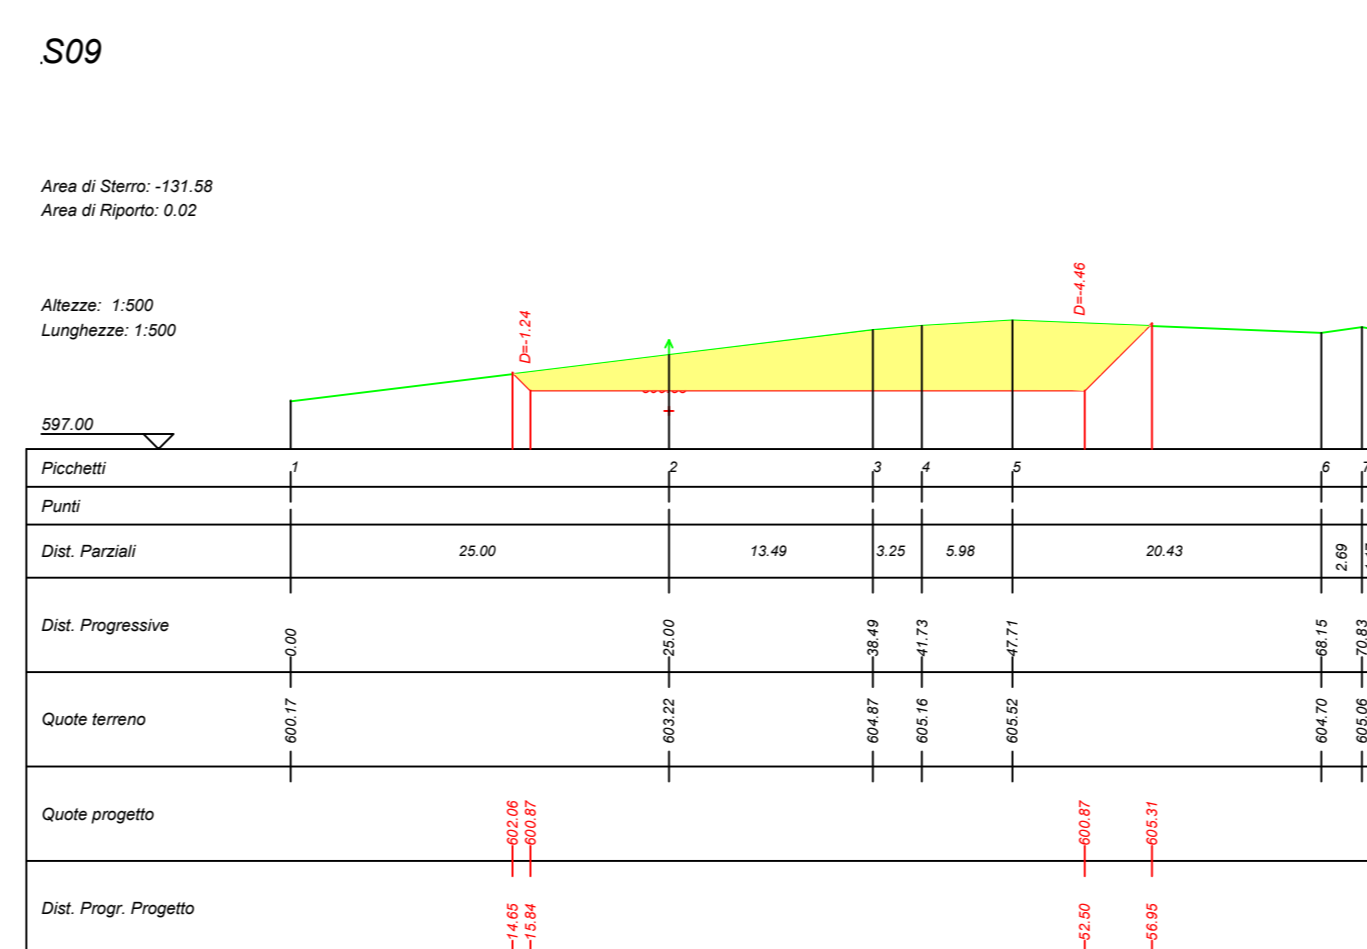 S09
Area di Sterro: -131.58
Area di Riporto: 0.02
Altezze: 1:500
Lunghezze: 1:500
D=-1.24
D=-4.46
597.00
Picchetti 1 2 3 4 5 6 7
Punti
Dist. Parziali 25.00 13.49 3.25 5.98 20.43 2.69
Dist. Progressive 0.00 25.00 38.49 41.73 47.71 68.15 70.83
Quote terreno 600.17 603.22 604.87 605.16 605.52 604.70 605.06
Quote progetto 602.06 600.87 600.87 605.31
Dist. Progr. Progetto 14.65 15.84 52.50 56.95